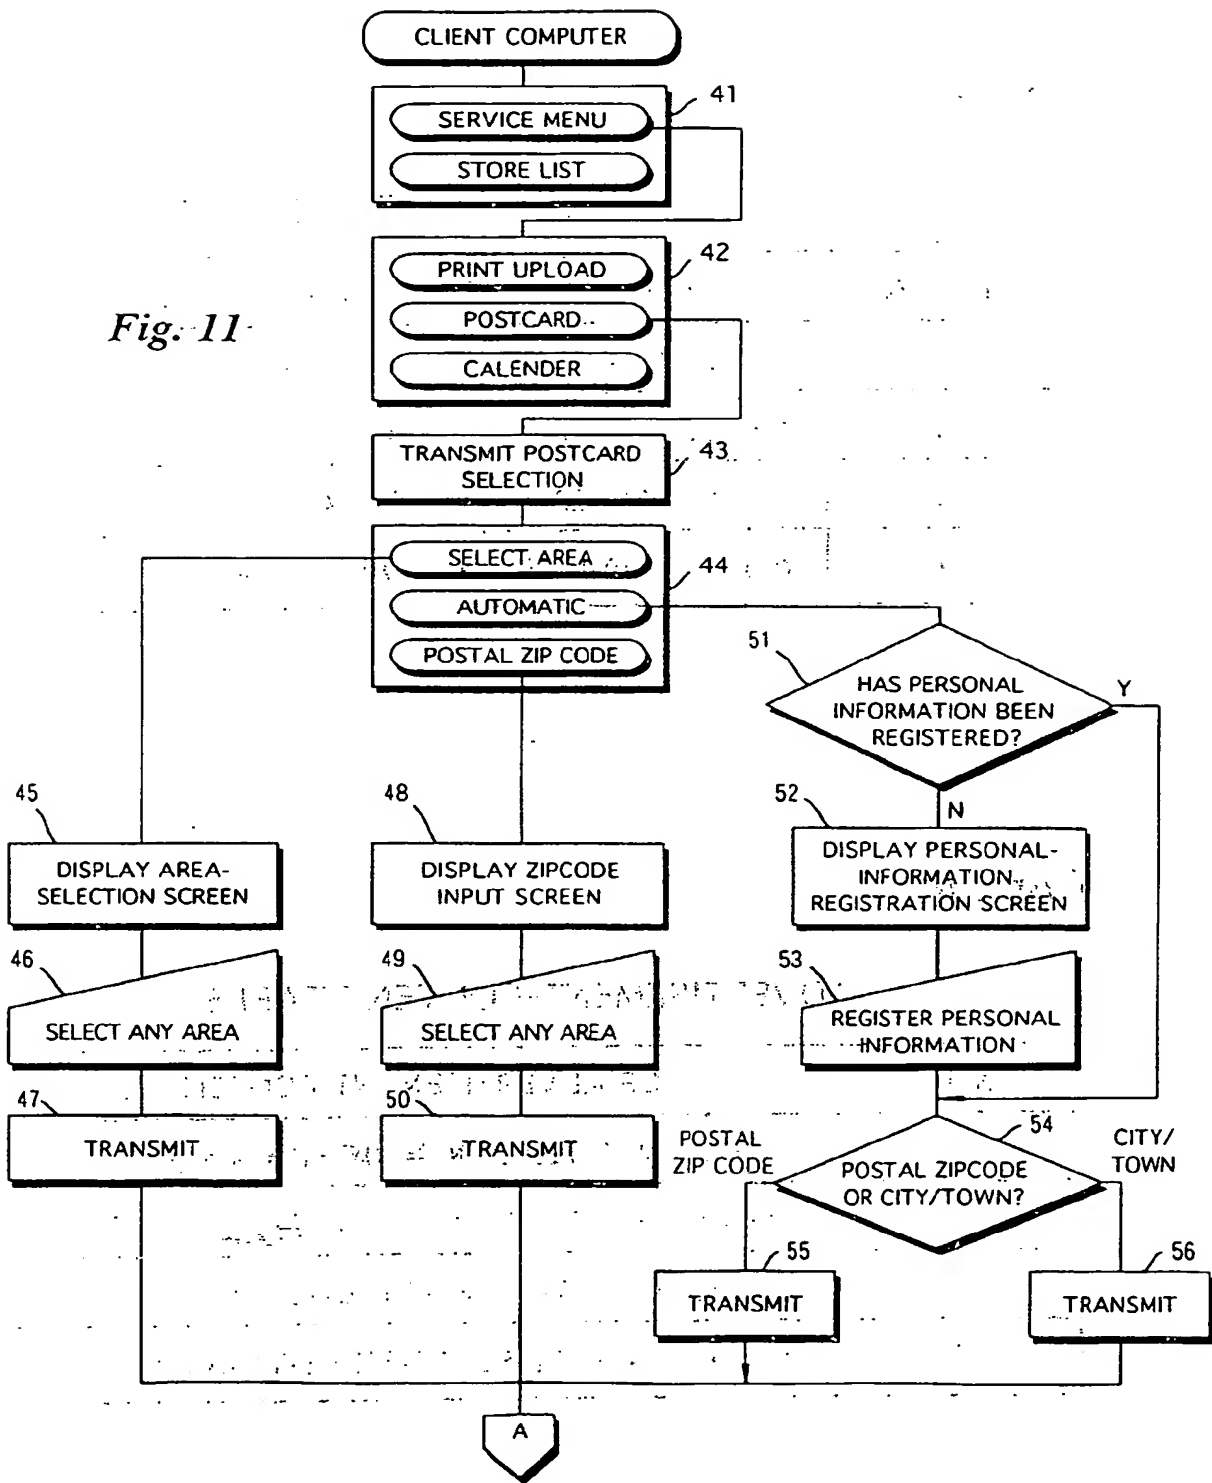 CLIENT COMPUTER
41
SERVICE MENU
STORE LIST
42
PRINT UPLOAD
POSTCARD
CALENDER
Fig. 11
TRANSMIT POSTCARD
SELECTION
43
SELECT AREA
44
AUTOMATIC
POSTAL ZIP CODE
51
HAS PERSONAL
INFORMATION BEEN
REGISTERED?
Y
N
45
DISPLAY AREA-
SELECTION SCREEN
48
DISPLAY ZIPCODE
INPUT SCREEN
52
DISPLAY PERSONAL-
INFORMATION
REGISTRATION SCREEN
46
SELECT ANY AREA
49
SELECT ANY AREA
53
REGISTER PERSONAL
INFORMATION
47
TRANSMIT
50
TRANSMIT
54
POSTAL
ZIP CODE
POSTAL ZIPCODE
OR CITY/TOWN?
CITY/
TOWN
55
TRANSMIT
56
TRANSMIT
A